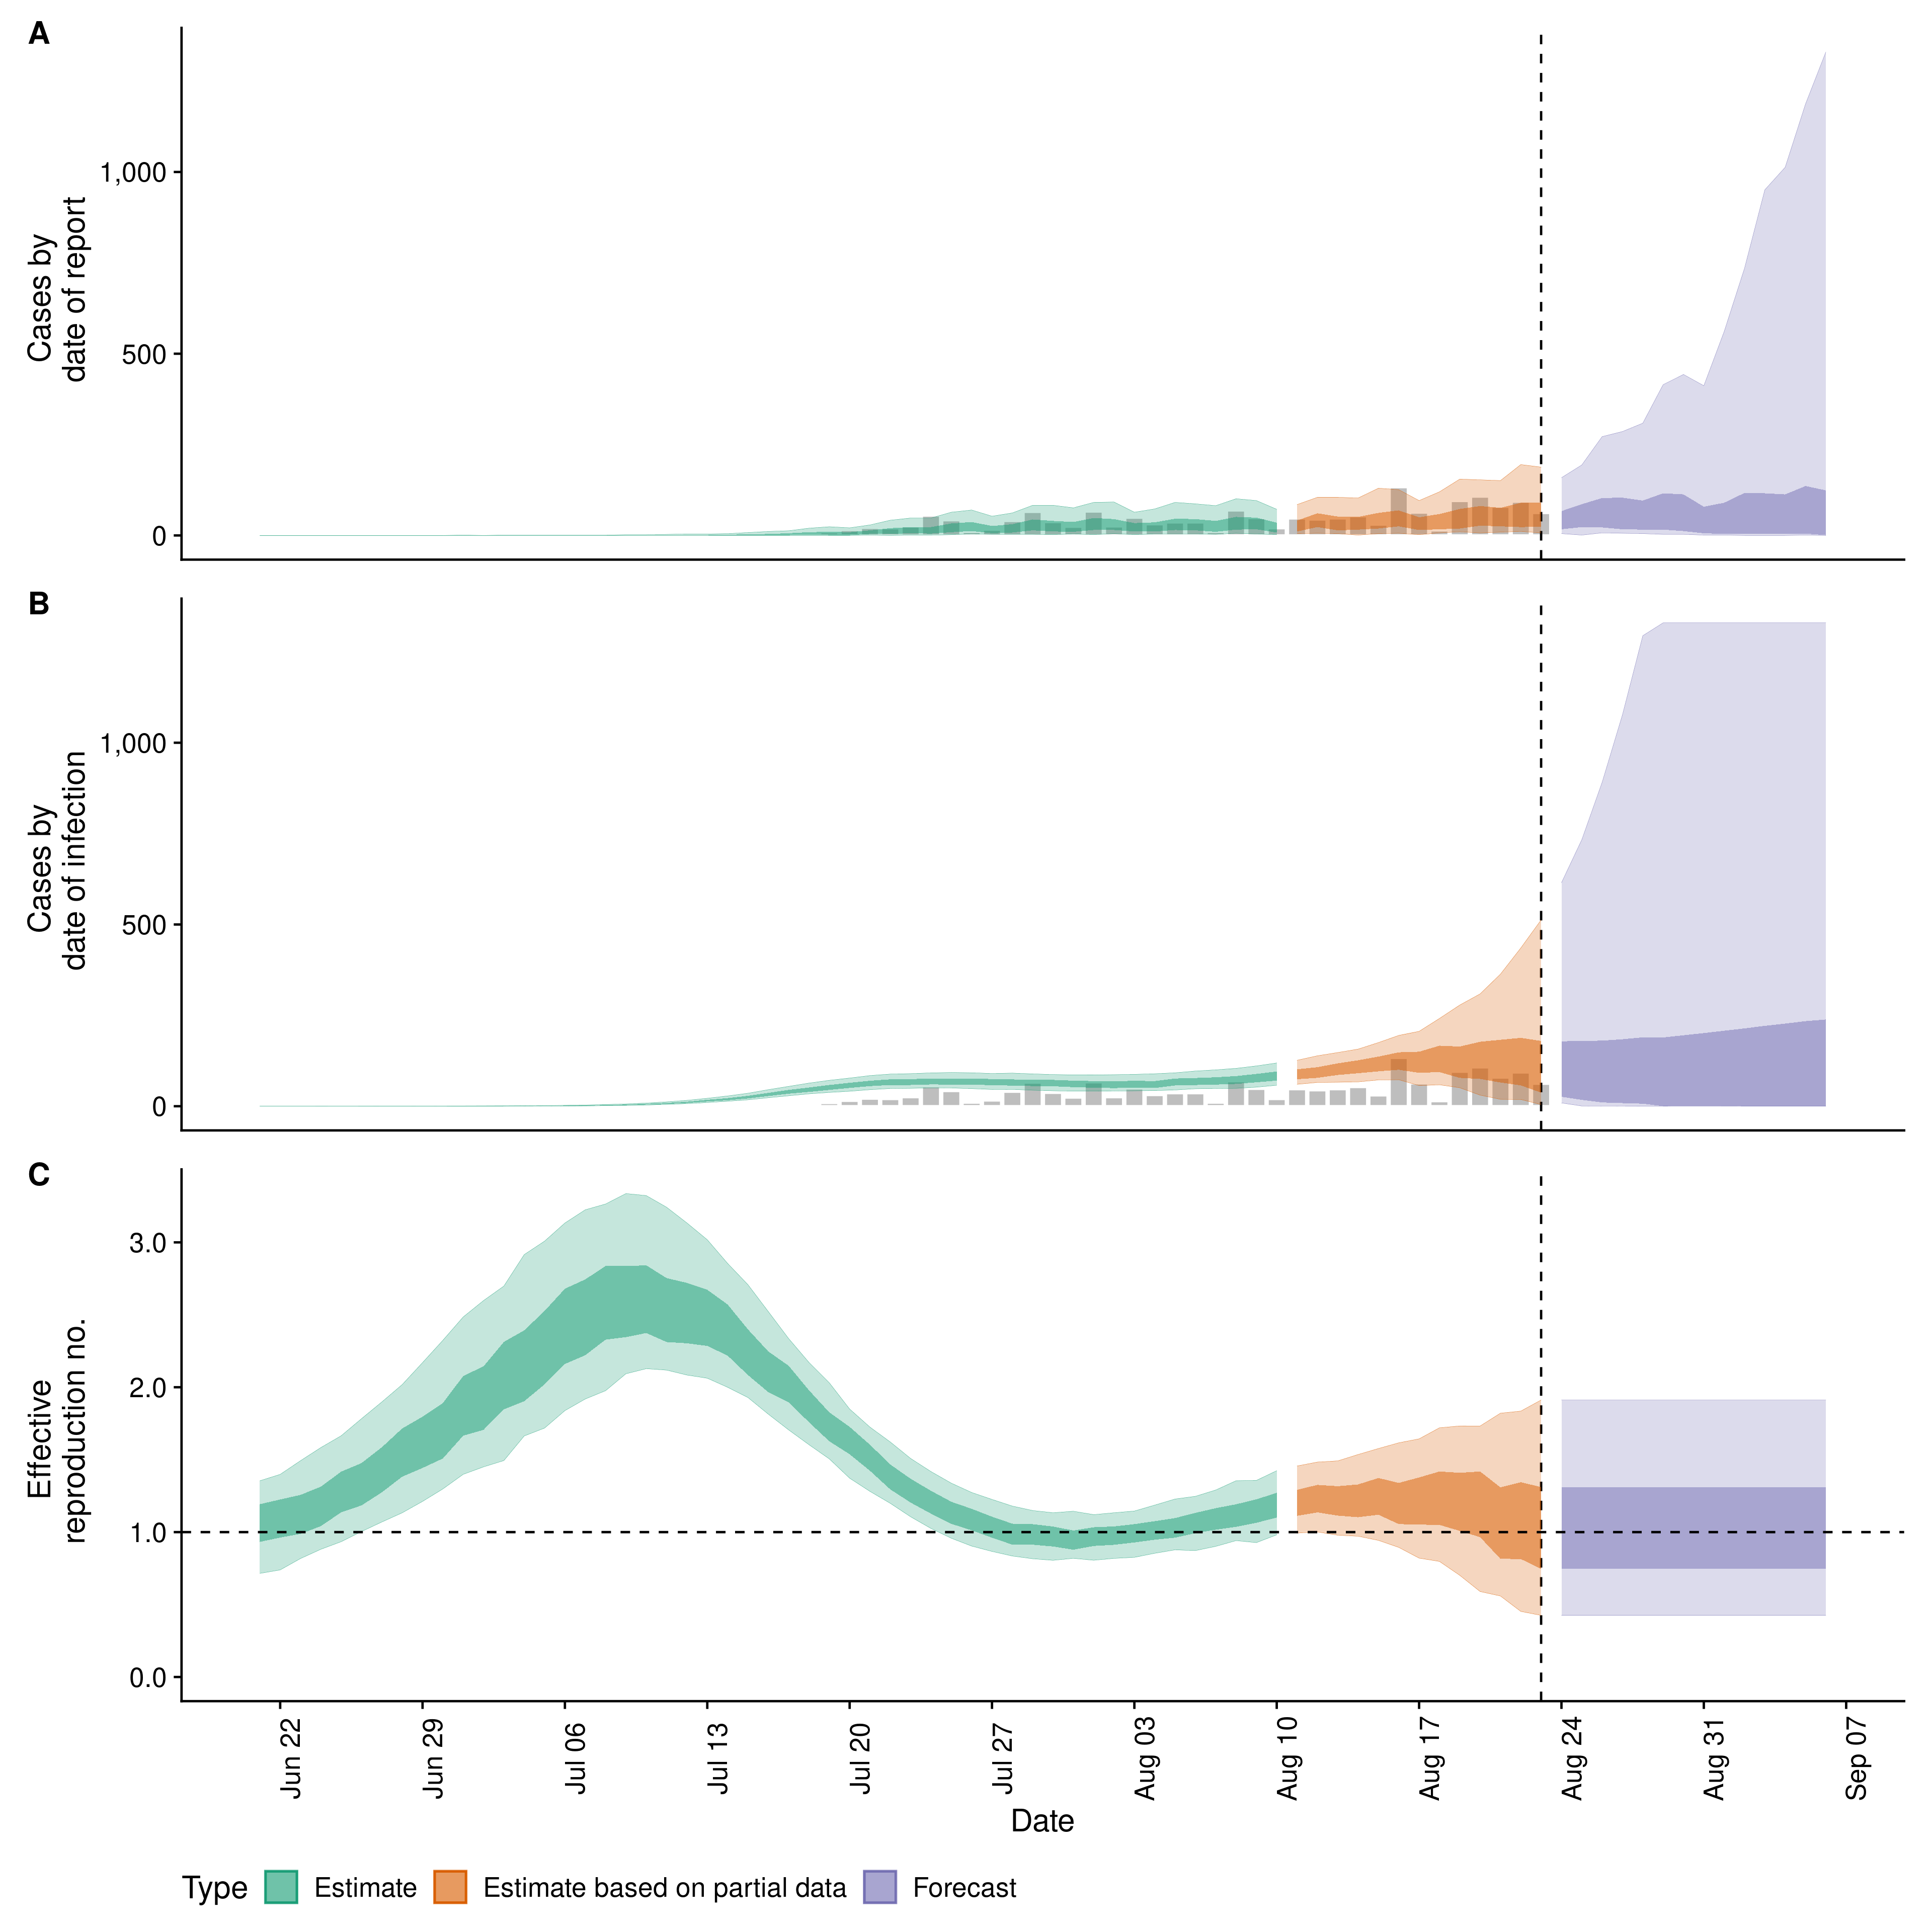 A
Cases by
date of report
1,000
500
0
B
Cases by
date of infection
1,000
500
0
C
Effective
reproduction no.
3.0
2.0
1.0
0.0
Jun 22
Jun 29
Jul 06
Jul 13
Jul 20
Jul 27
Aug 03
Aug 10
Aug 17
Aug 24
Aug 31
Sep 07
Date
Type Estimate Estimate based on partial data Forecast